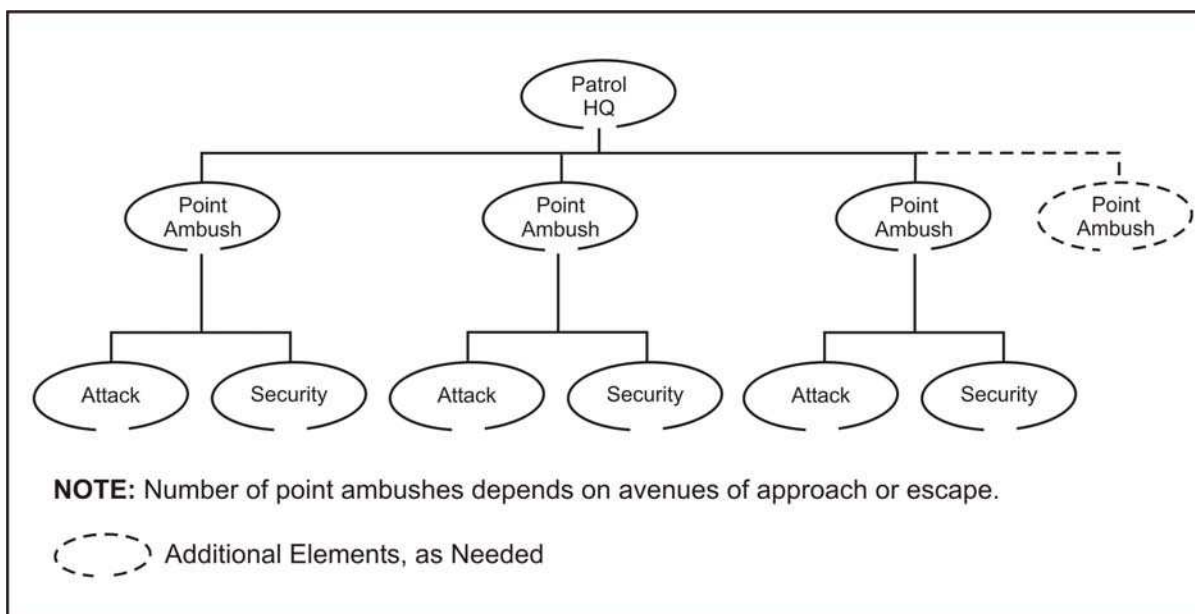 Patrol
HQ
Point
Ambush
Point
Ambush
Point
Ambush
Point
Ambush
Attack
Security
Attack
Security
Attack
Security
NOTE: Number of point ambushes depends on avenues of approach or escape.
Additional Elements, as Needed